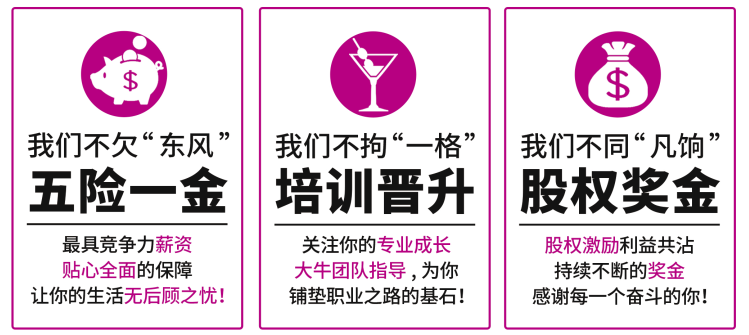 $
我们不欠“东风”
五险一金
最具竞争力薪资
贴心全面的保障
让你的生活无后顾之忧！
我们不拘“一格”
培训晋升
关注你的专业成长
大牛团队指导，为你
铺垫职业之路的基石！
$
我们不同“凡饷”
股权奖金
股权激励利益共沾
持续不断的奖金
感谢每一个奋斗的你！